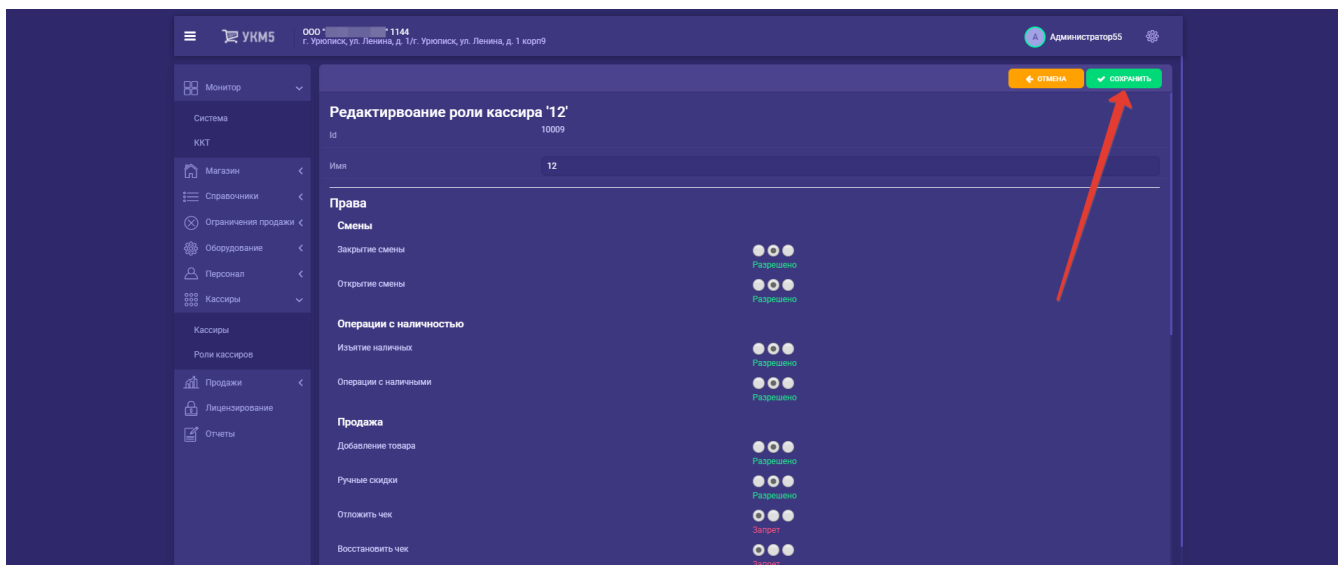 УКМ5
ООО " " 1144
г. Урюписк, ул. Ленина, д. 1/г. Урюписк, ул. Ленина, д. 1 корп9
А Администратор55
Монитор
Система
ККТ
Магазин
Справочники
Ограничения продажи
Оборудование
Персонал
Кассиры
Кассиры
Роли кассиров
Продажи
Лицензирование
Отчеты
ОТМЕНА
СОХРАНИТЬ
Редактирвоание роли кассира '12'
Id 10009
Имя 12
Права
Смены
Закрытие смены
Разрешено
Открытие смены
Разрешено
Операции с наличностью
Изъятие наличных
Разрешено
Операции с наличными
Разрешено
Продажа
Добавление товара
Разрешено
Ручные скидки
Разрешено
Отложить чек
Запрет
Восстановить чек
Запрет